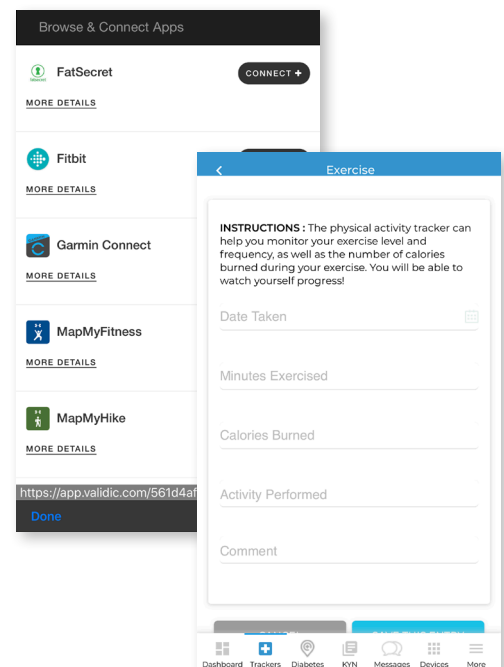 Browse & Connect Apps
FatSecret
CONNECT +
MORE DETAILS
Fitbit
MORE DETAILS
Garmin Connect
MORE DETAILS
MapMyFitness
MORE DETAILS
MapMyHike
MORE DETAILS
https://app.validic.com/561d4af
Done
Exercise
INSTRUCTIONS : The physical activity tracker can
help you monitor your exercise level and
frequency, as well as the number of calories
burned during your exercise. You will be able to
watch yourself progress!
Date Taken
Minutes Exercised
Calories Burned
Activity Performed
Comment
Dashboard Trackers Diabetes KYN Messages Devices More